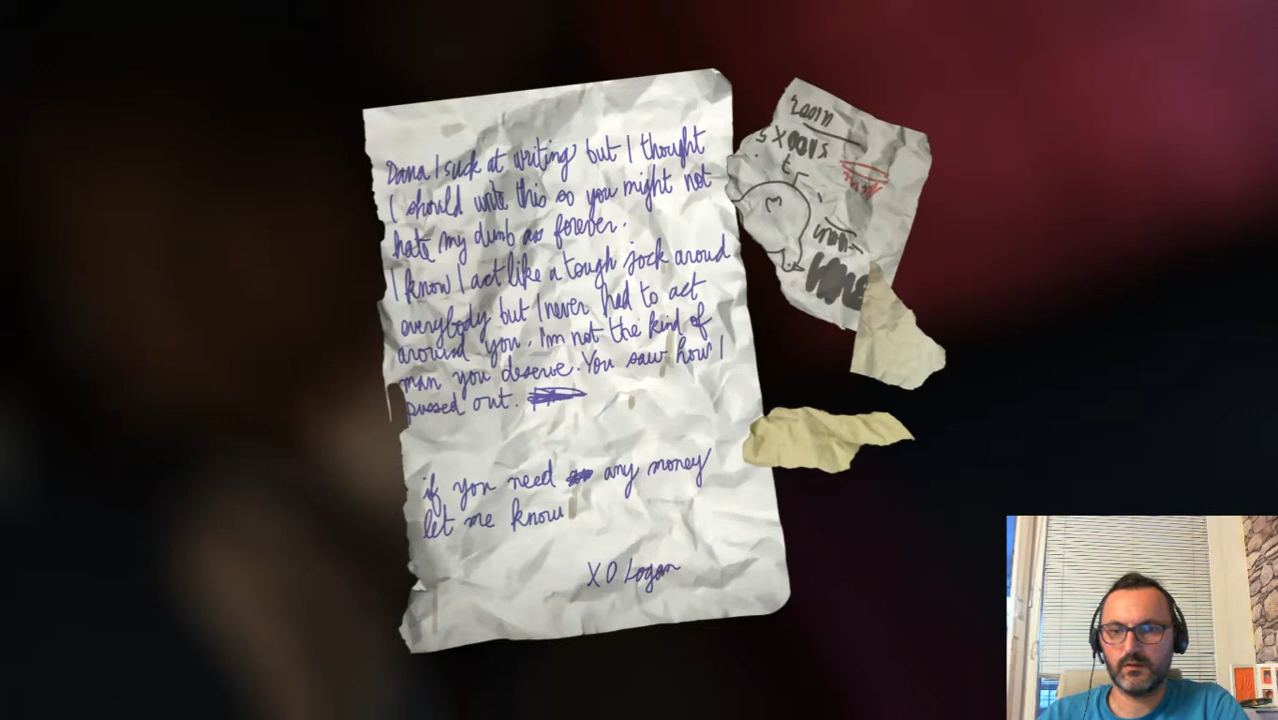 Dana I suck at writing but I thought
I should write this so you might not
hate my dumb ass forever.
I know I act like a tough jock aroud
everybody but I never had to act
around you. I'm not the kind of
man you deserve. You saw how I
pussed out.
if you need any money
let me know
XO Logan